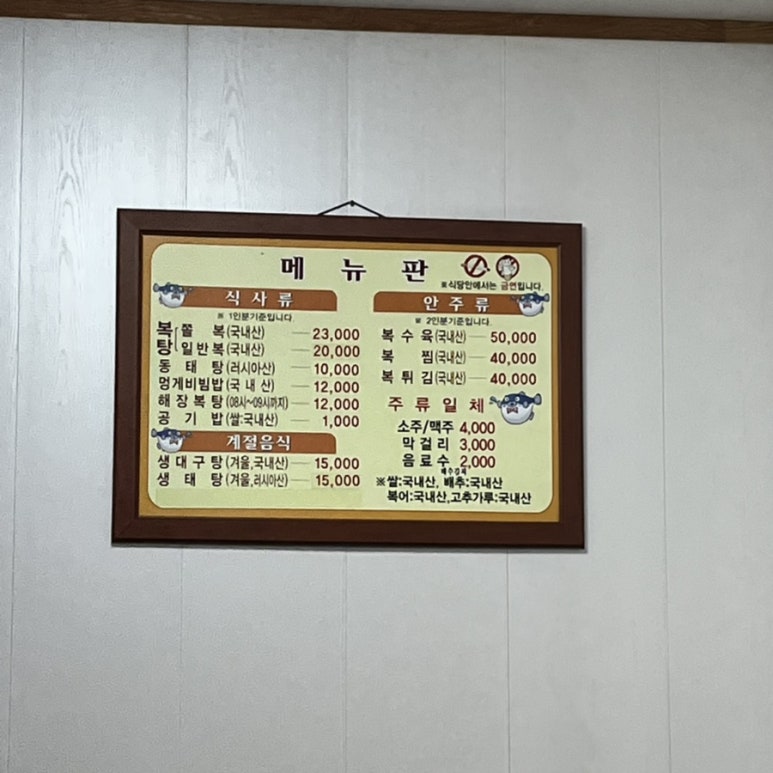 메 뉴 판
※식당안에서는 금연입니다.
식 사 류
※ 1인분기준입니다.
복탕 쫄 복(국내산) 23,000
일반복(국내산) 20,000
동 태 탕(러시아산) 10,000
멍게비빔밥(국 내 산) 12,000
해 장 복 탕(08시~09시까지) 12,000
공 기 밥(쌀:국내산) 1,000
계절음식
생 대 구 탕(겨울,국내산) 15,000
생 태 탕(겨울,러시아산) 15,000
안 주 류
※ 2인분기준입니다.
복 수 육(국내산) 50,000
복 찜(국내산) 40,000
복 튀 김(국내산) 40,000
주 류 일 체
소주/맥주 4,000
막 걸 리 3,000
음 료 수 2,000
※쌀:국내산, 배추:국내산
복어:국내산,고추가루:국내산